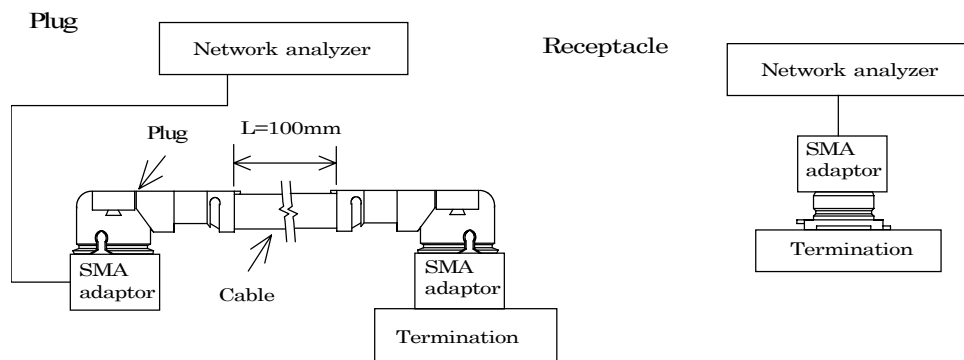 Plug
Network analyzer
L=100mm
Plug
SMA
adaptor
Cable
SMA
adaptor
Termination
Receptacle
Network analyzer
SMA
adaptor
Termination